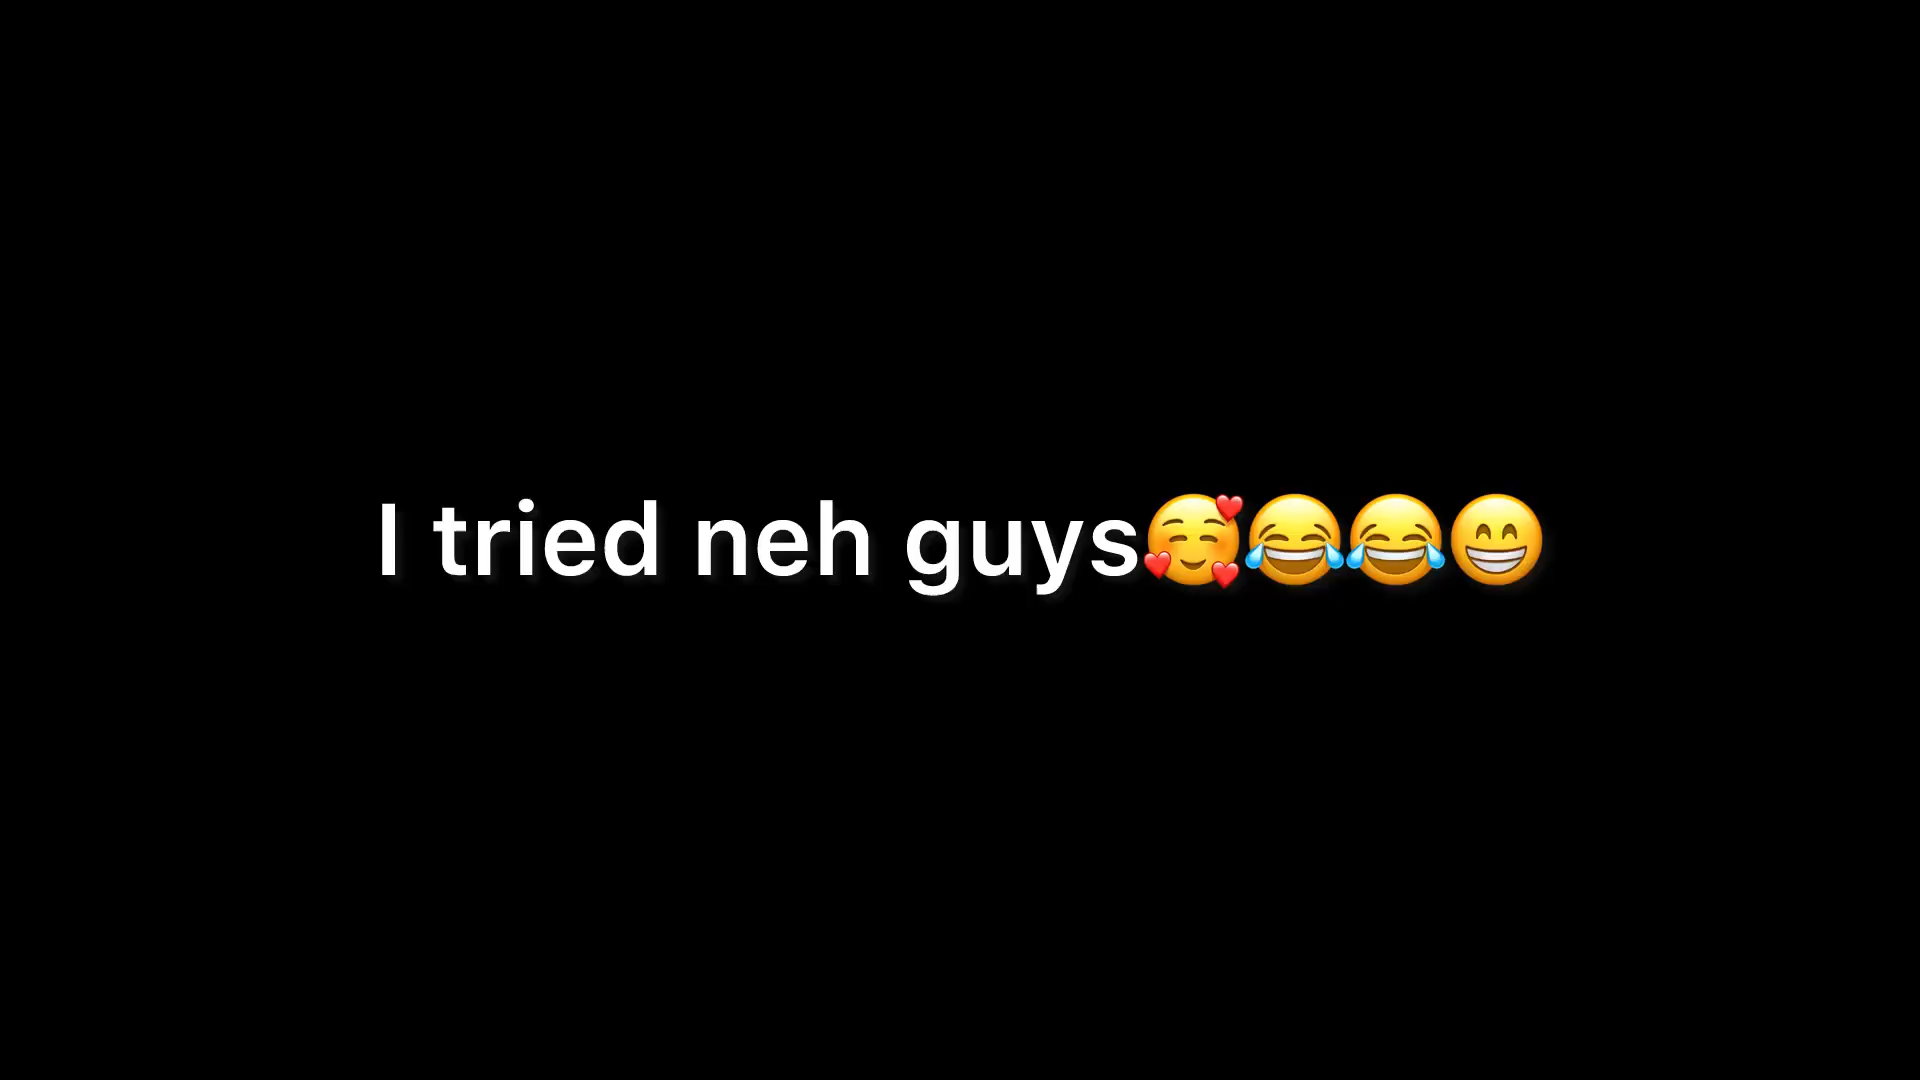 I tried neh guys🥰😂😂😁